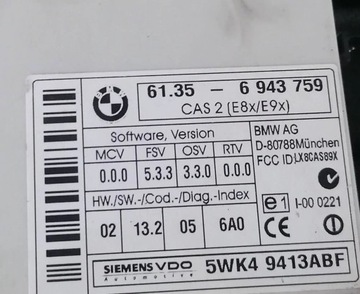 BMW
61.35 - 6 943 759
CAS 2 (E8x/E9x)
Software, Version
MCV FSV OSV RTV
0.0.0 5.3.3 3.3.0 0.0.0
HW./SW.-/Cod.-/Diag.-Index
02 13.2 05 6A0
BMW AG
D-80788München
FCC ID:LX8CAS89X
e1 I-00 0221
SIEMENS VDO
Automotive
5WK4 9413ABF